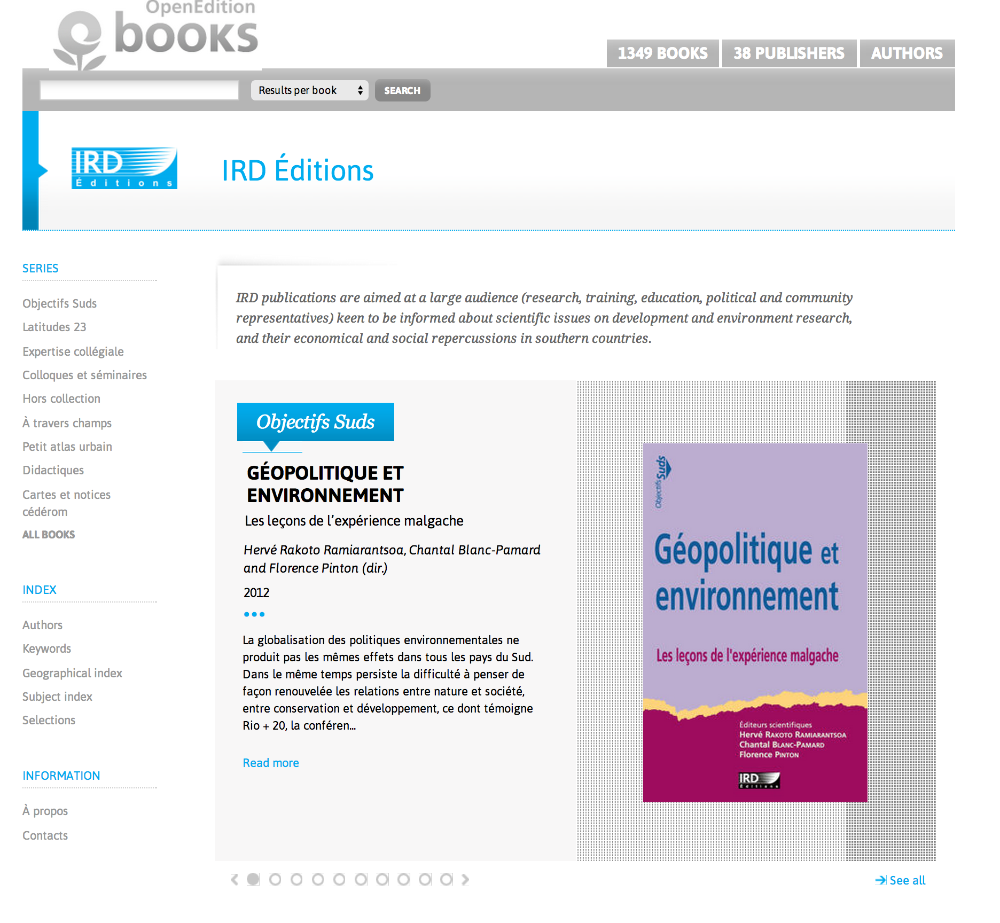 OpenEdition
books
1349 BOOKS
38 PUBLISHERS
AUTHORS
Results per book
SEARCH
IRD
Éditions
IRD Éditions
SERIES
Objectifs Suds
Latitudes 23
Expertise collégiale
Colloques et séminaires
Hors collection
À travers champs
Petit atlas urbain
Didactiques
Cartes et notices
cédérom
ALL BOOKS
INDEX
Authors
Keywords
Geographical index
Subject index
Selections
INFORMATION
À propos
Contacts
IRD publications are aimed at a large audience (research, training, education, political and community
representatives) keen to be informed about scientific issues on development and environment research,
and their economical and social repercussions in southern countries.
Objectifs Suds
GÉOPOLITIQUE ET
ENVIRONNEMENT
Les leçons de l’expérience malgache
Hervé Rakoto Ramiarantsoa, Chantal Blanc-Pamard
and Florence Pinton (dir.)
2012
La globalisation des politiques environnementales ne
produit pas les mêmes effets dans tous les pays du Sud.
Dans le même temps persiste la difficulté à penser de
façon renouvelée les relations entre nature et société,
entre conservation et développement, ce dont témoigne
Rio + 20, la conféren...
Read more
Objectifs Suds
Géopolitique et
environnement
Les leçons de l'expérience malgache
Éditeurs scientifiques
Hervé RAKOTO RAMIARANTSOA
Chantal BLANC-PAMARD
Florence PINTON
IRD
Éditions
See all